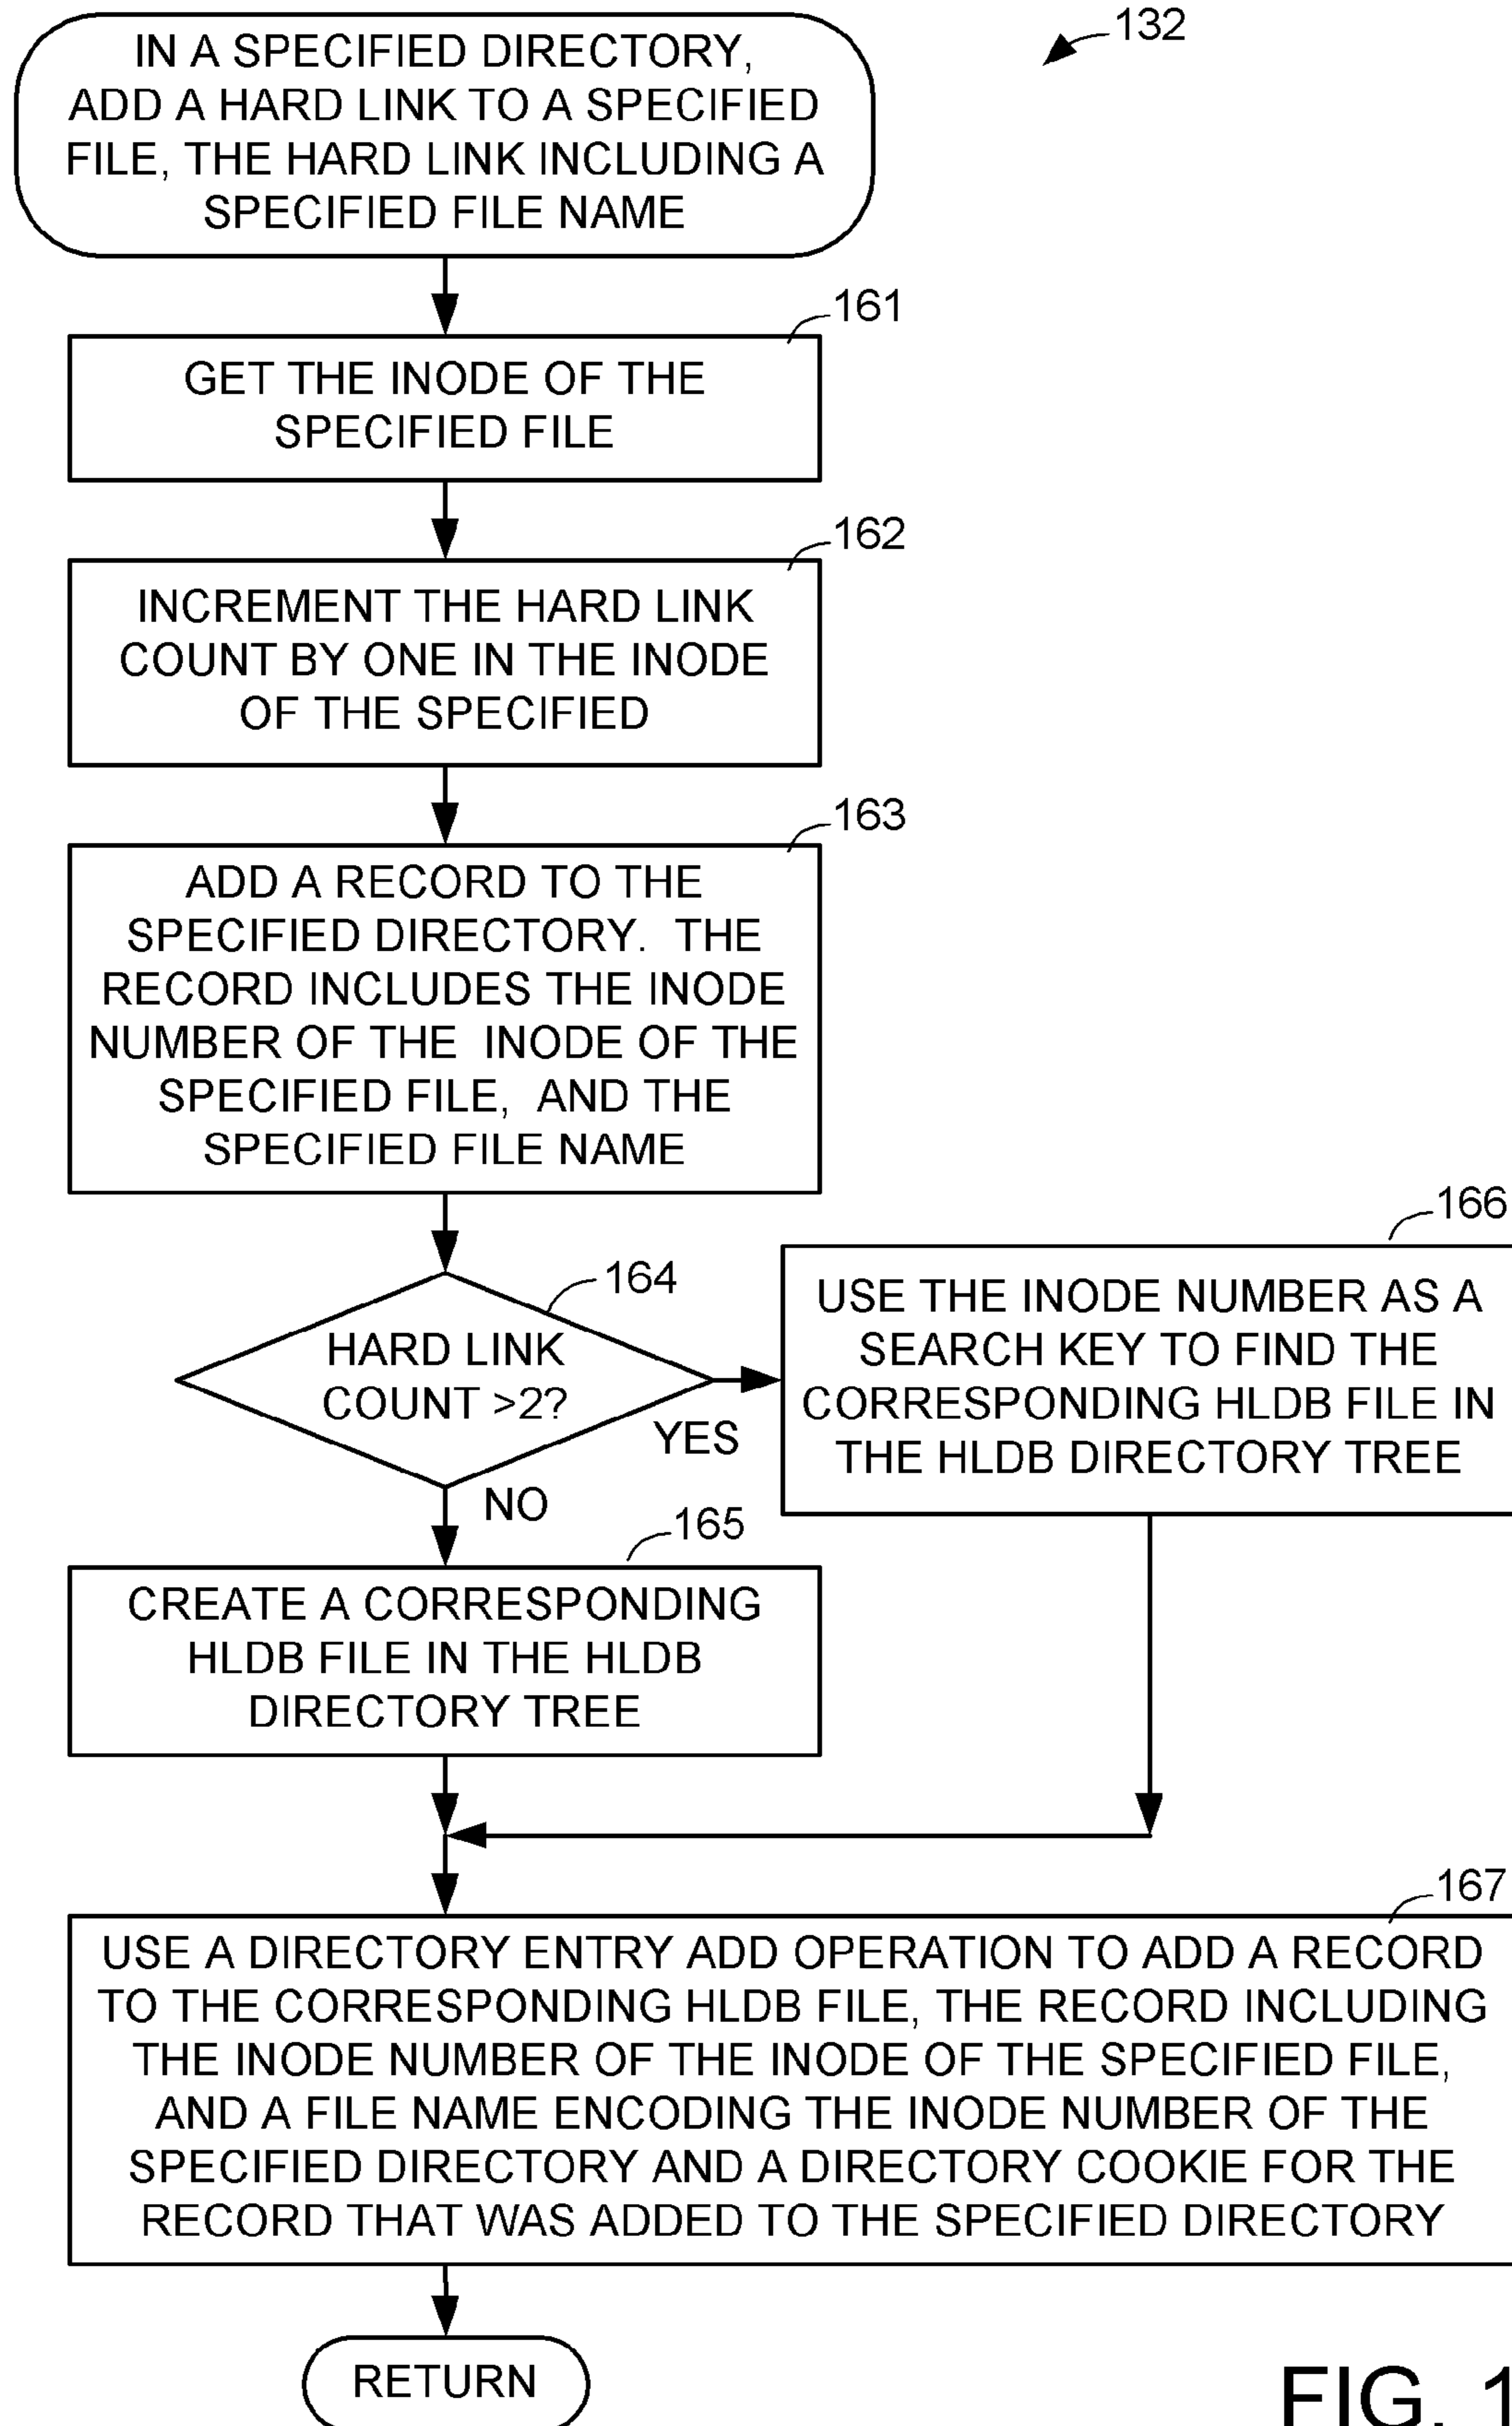 IN A SPECIFIED DIRECTORY,
ADD A HARD LINK TO A SPECIFIED
FILE, THE HARD LINK INCLUDING A
SPECIFIED FILE NAME
132
161
GET THE INODE OF THE
SPECIFIED FILE
162
INCREMENT THE HARD LINK
COUNT BY ONE IN THE INODE
OF THE SPECIFIED
163
ADD A RECORD TO THE
SPECIFIED DIRECTORY. THE
RECORD INCLUDES THE INODE
NUMBER OF THE INODE OF THE
SPECIFIED FILE, AND THE
SPECIFIED FILE NAME
164
HARD LINK
COUNT >2?
YES
NO
166
USE THE INODE NUMBER AS A
SEARCH KEY TO FIND THE
CORRESPONDING HLDB FILE IN
THE HLDB DIRECTORY TREE
165
CREATE A CORRESPONDING
HLDB FILE IN THE HLDB
DIRECTORY TREE
167
USE A DIRECTORY ENTRY ADD OPERATION TO ADD A RECORD
TO THE CORRESPONDING HLDB FILE, THE RECORD INCLUDING
THE INODE NUMBER OF THE INODE OF THE SPECIFIED FILE,
AND A FILE NAME ENCODING THE INODE NUMBER OF THE
SPECIFIED DIRECTORY AND A DIRECTORY COOKIE FOR THE
RECORD THAT WAS ADDED TO THE SPECIFIED DIRECTORY
RETURN
FIG. 1